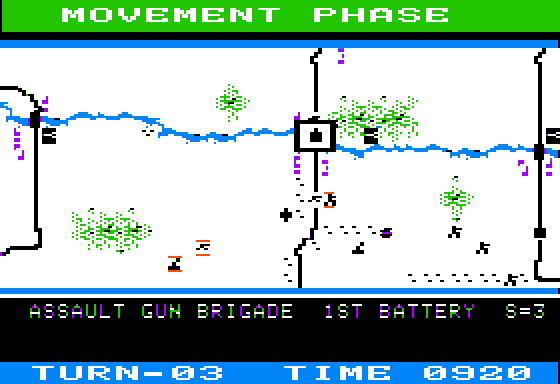 MOVEMENT PHASE
ASSAULT GUN BRIGADE 1ST BATTERY S=3
TURN-03 TIME 0920